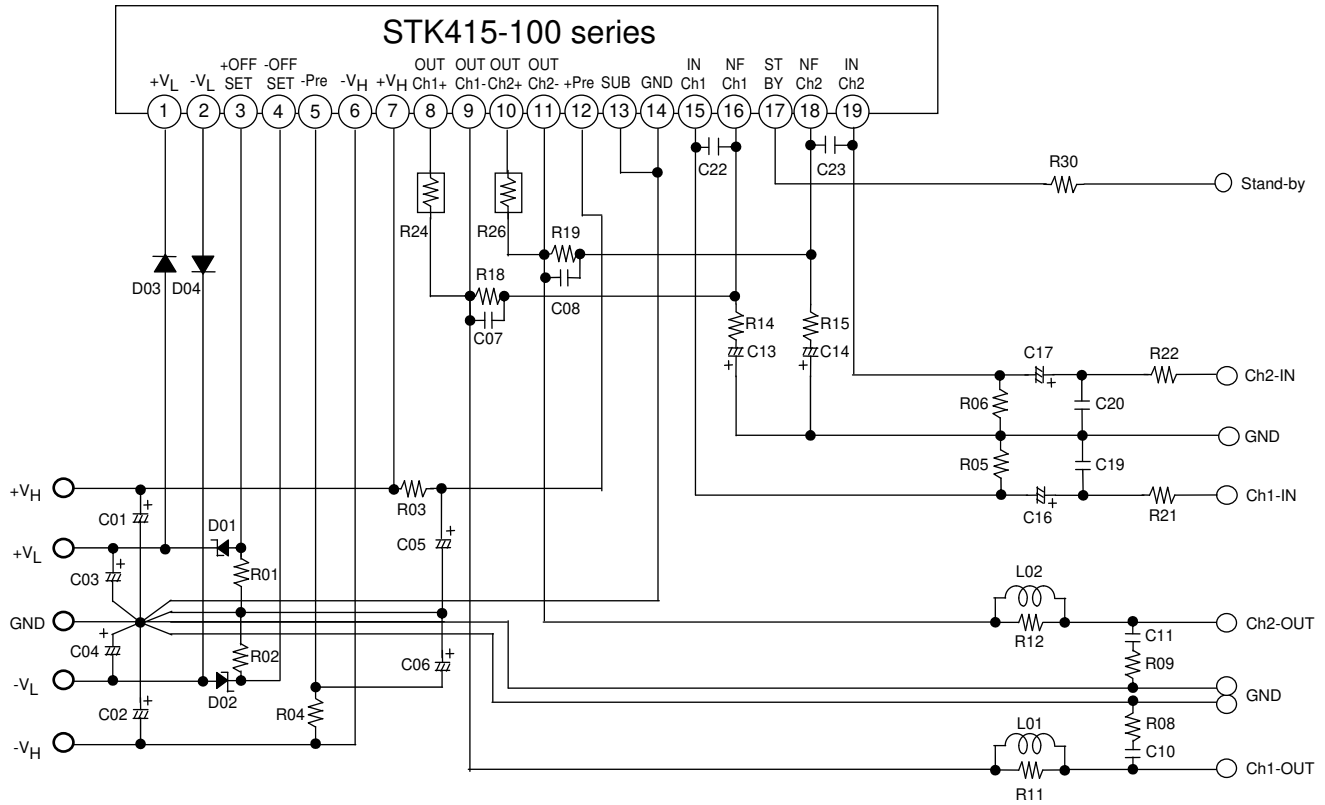 STK415-100 series
+VL -VL +OFF SET -OFF SET -Pre -VH +VH OUT Ch1+ OUT Ch1- OUT Ch2+ OUT Ch2- +Pre SUB GND IN Ch1 NF Ch1 ST BY NF Ch2 IN Ch2
1 2 3 4 5 6 7 8 9 10 11 12 13 14 15 16 17 18 19
C22 C23
R30 Stand-by
R24 R26 R19
D03 D04
R18 C08
C07
R14 R15
C13 C14
+ +
C17 R22
+ Ch2-IN
R06 C20
GND
R05 C19
+VH
R03
+ Ch1-IN
C16 R21
C01 +
D01
+VL
C05 +
C03 +
R01
L02
GND
R12 Ch2-OUT
C04 +
R02
C06 +
C11
R09
-VL
D02
GND
C02 +
R04
L01
R08
C10
-VH
Ch1-OUT
R11